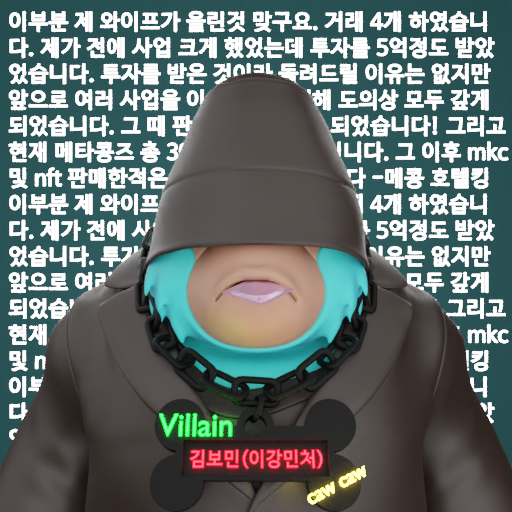 이부분 제 와이프가 올린것 맞구요. 거래 4개 하였습니
다. 제가 전에 사업 크게 했었는데 투자를 5억정도 받았
었습니다. 투자를 받은 것이라 돌려드릴 이유는 없지만
앞으로 여러 사업을 도의상 모두 갚게
되었습니다. 그 때 되었습니다! 그리고
현재 메타콩즈 총 입니다. 그 이후 mkc
및 nft 판매한적은 다 -메콩 호텔킹
이부분 제 와이프 4개 하였습니
다. 제가 전에 5억정도 받았
었습니다. 이유는 없지만
앞으로 여러 모두 갚게
되었습 그리고
현재 mkc
및 호텔킹
이부 습니
다. 받았
Villain
김보민(이강민처)
caw caw